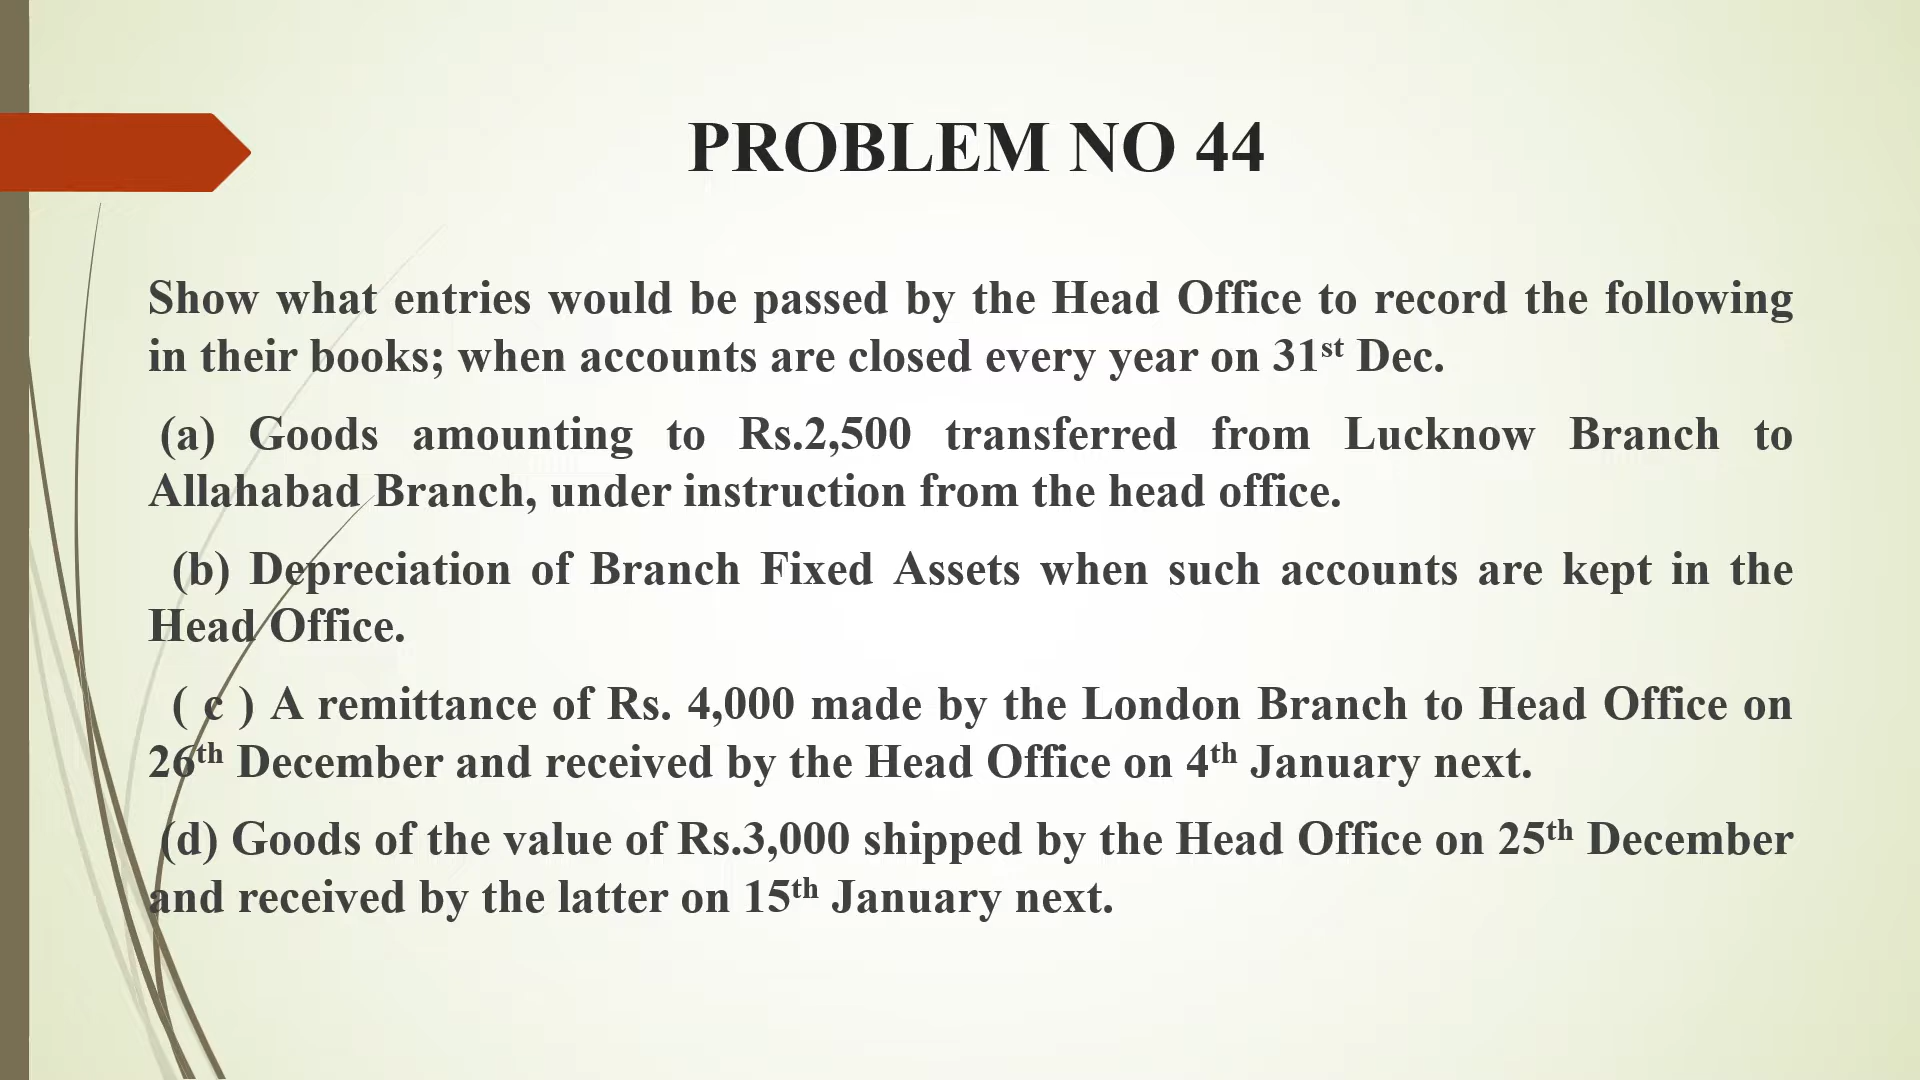 PROBLEM NO 44
Show what entries would be passed by the Head Office to record the following
in their books; when accounts are closed every year on 31st Dec.
(a) Goods amounting to Rs.2,500 transferred from Lucknow Branch to
Allahabad Branch, under instruction from the head office.
(b) Depreciation of Branch Fixed Assets when such accounts are kept in the
Head Office.
( c ) A remittance of Rs. 4,000 made by the London Branch to Head Office on
26th December and received by the Head Office on 4th January next.
(d) Goods of the value of Rs.3,000 shipped by the Head Office on 25th December
and received by the latter on 15th January next.